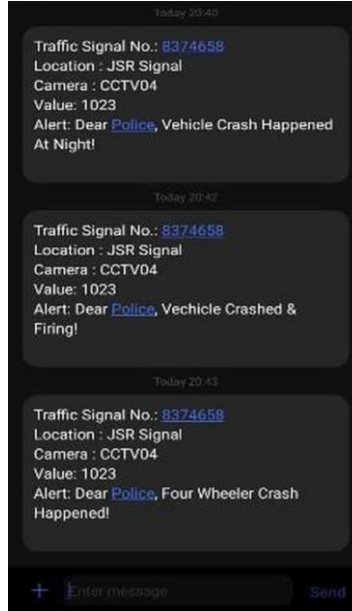 Today 20:40
Traffic Signal No.: 8374658
Location : JSR Signal
Camera : CCTV04
Value: 1023
Alert: Dear Police, Vehicle Crash Happened
At Night!
Today 20:42
Traffic Signal No.: 8374658
Location : JSR Signal
Camera : CCTV04
Value: 1023
Alert: Dear Police, Vechicle Crashed &
Firing!
Today 20:43
Traffic Signal No.: 8374658
Location : JSR Signal
Camera : CCTV04
Value: 1023
Alert: Dear Police, Four Wheeler Crash
Happened!
+ Enter message Send